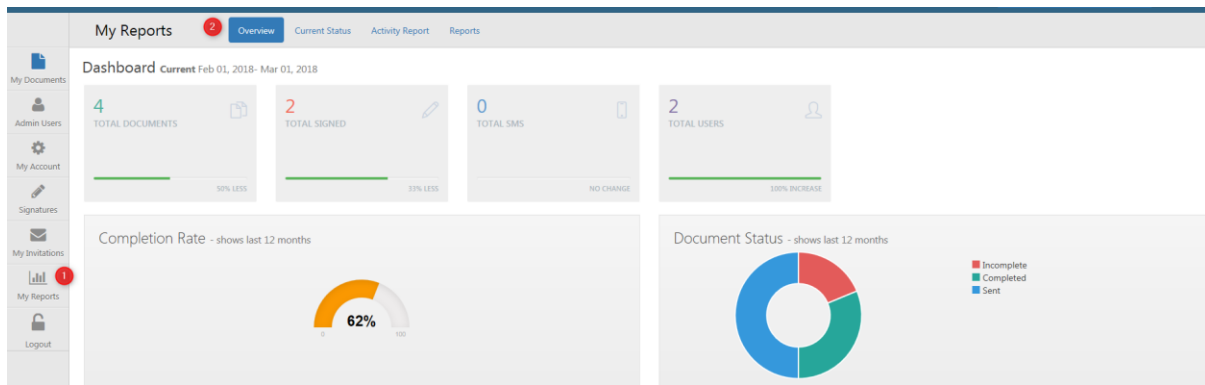 My Reports
2
Overview
Current Status
Activity Report
Reports
My Documents
Admin Users
My Account
Signatures
My Invitations
1
My Reports
Logout
Dashboard Current Feb 01, 2018- Mar 01, 2018
4
TOTAL DOCUMENTS
50% LESS
2
TOTAL SIGNED
33% LESS
0
TOTAL SMS
NO CHANGE
2
TOTAL USERS
100% INCREASE
Completion Rate - shows last 12 months
62%
0
100
Document Status - shows last 12 months
Incomplete
Completed
Sent